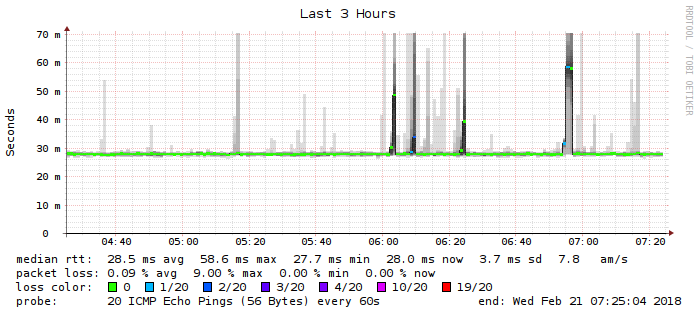 Last 3 Hours
RRDTOOL / TOBI OETIKER
Seconds
70 m
60 m
50 m
40 m
30 m
20 m
10 m
0
04:40 05:00 05:20 05:40 06:00 06:20 06:40 07:00 07:20
median rtt: 28.5 ms avg 58.6 ms max 27.7 ms min 28.0 ms now 3.7 ms sd 7.8 am/s
packet loss: 0.09 % avg 9.00 % max 0.00 % min 0.00 % now
loss color: 0 1/20 2/20 3/20 4/20 10/20 19/20
probe: 20 ICMP Echo Pings (56 Bytes) every 60s end: Wed Feb 21 07:25:04 2018